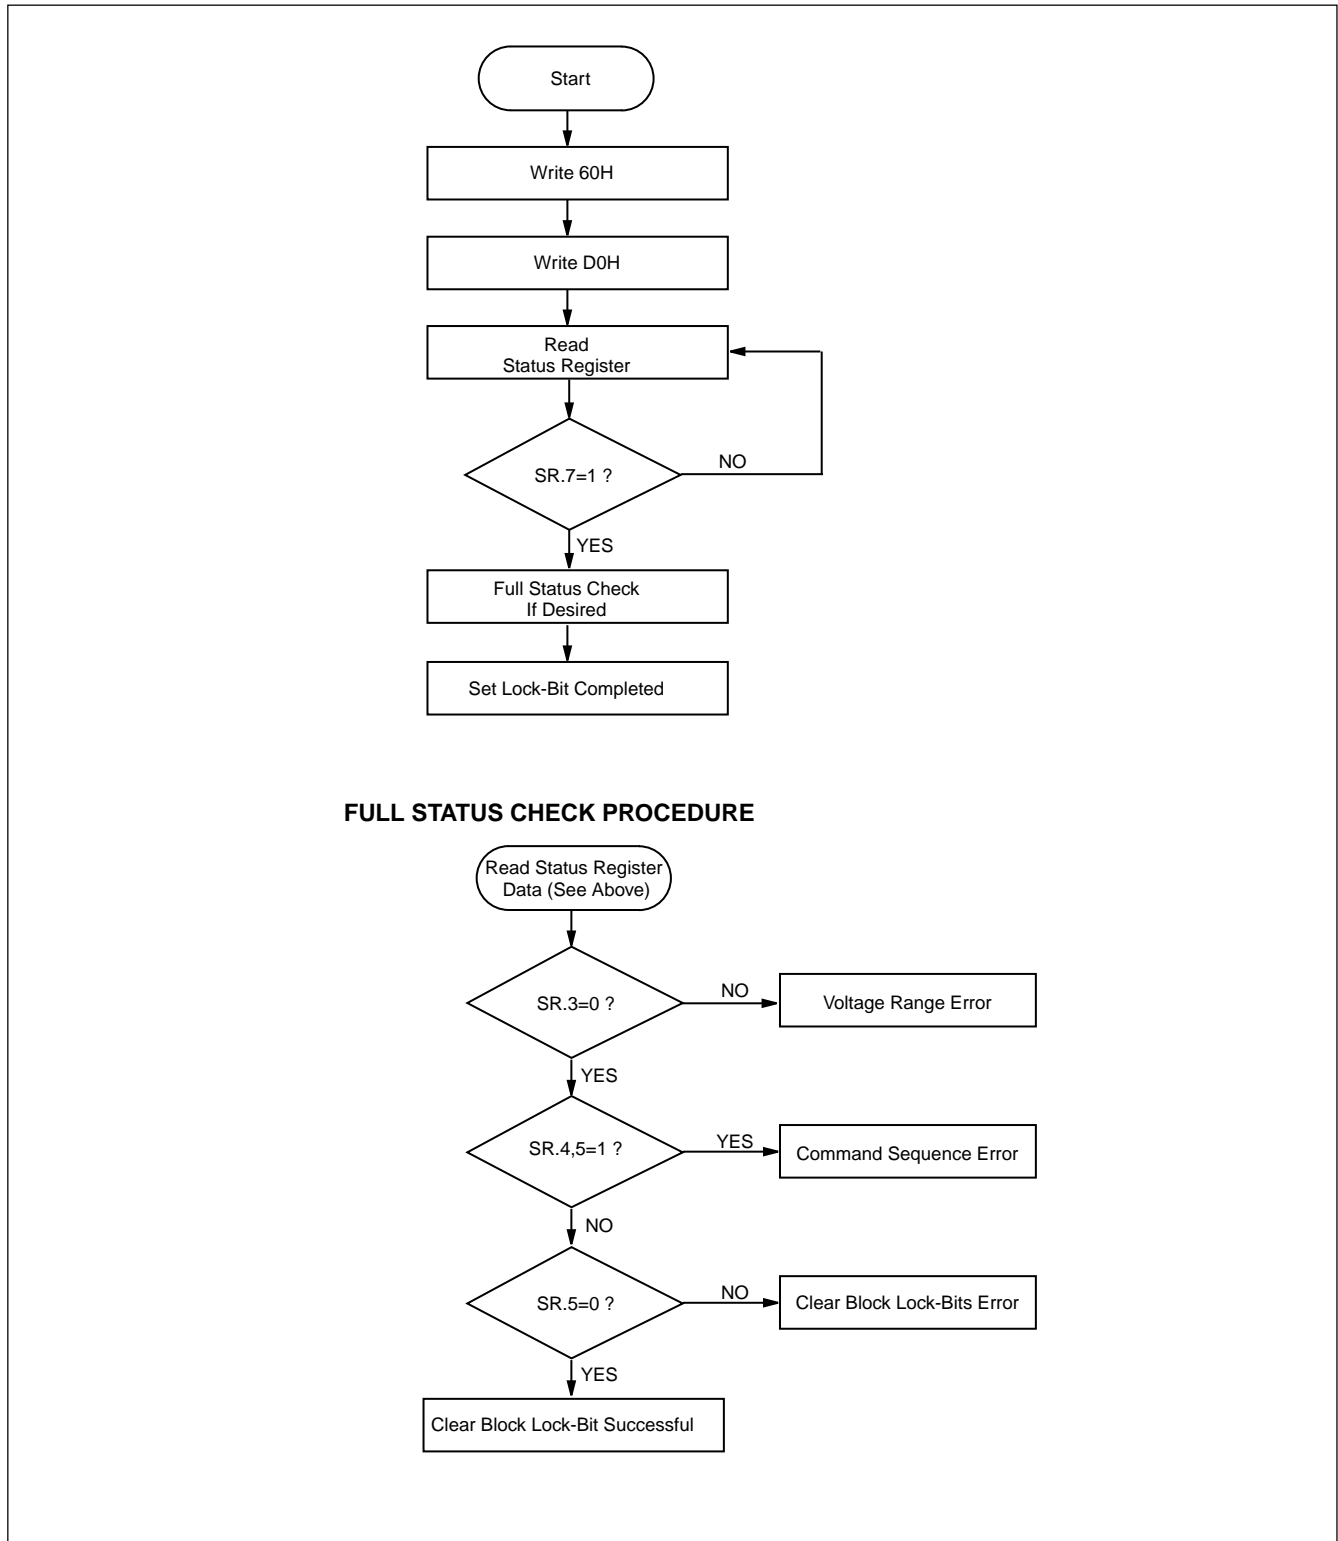 Start
Write 60H
Write D0H
Read
Status Register
SR.7=1 ?
NO
YES
Full Status Check
If Desired
Set Lock-Bit Completed
FULL STATUS CHECK PROCEDURE
Read Status Register
Data (See Above)
SR.3=0 ?
NO
Voltage Range Error
YES
SR.4,5=1 ?
YES
Command Sequence Error
NO
SR.5=0 ?
NO
Clear Block Lock-Bits Error
YES
Clear Block Lock-Bit Successful